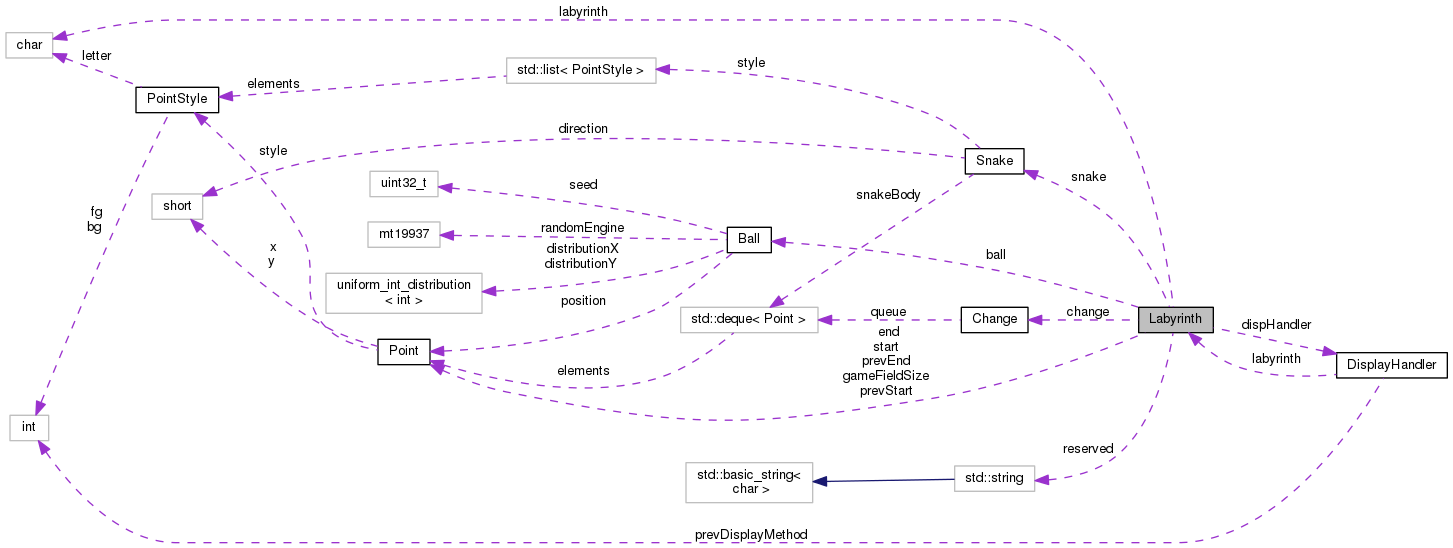 labyrinth
char
letter
std::list< PointStyle >
style
elements
PointStyle
direction
Snake
style
uint32_t
seed
snake
snakeBody
short
fg
bg
mt19937
randomEngine
Ball
x
y
distributionX
distributionY
ball
uniform_int_distribution
< int >
position
std::deque< Point >
queue
Change
change
Labyrinth
dispHandler
end
start
prevEnd
gameFieldSize
prevStart
Point
labyrinth
DisplayHandler
elements
int
reserved
std::basic_string<
char >
std::string
prevDisplayMethod